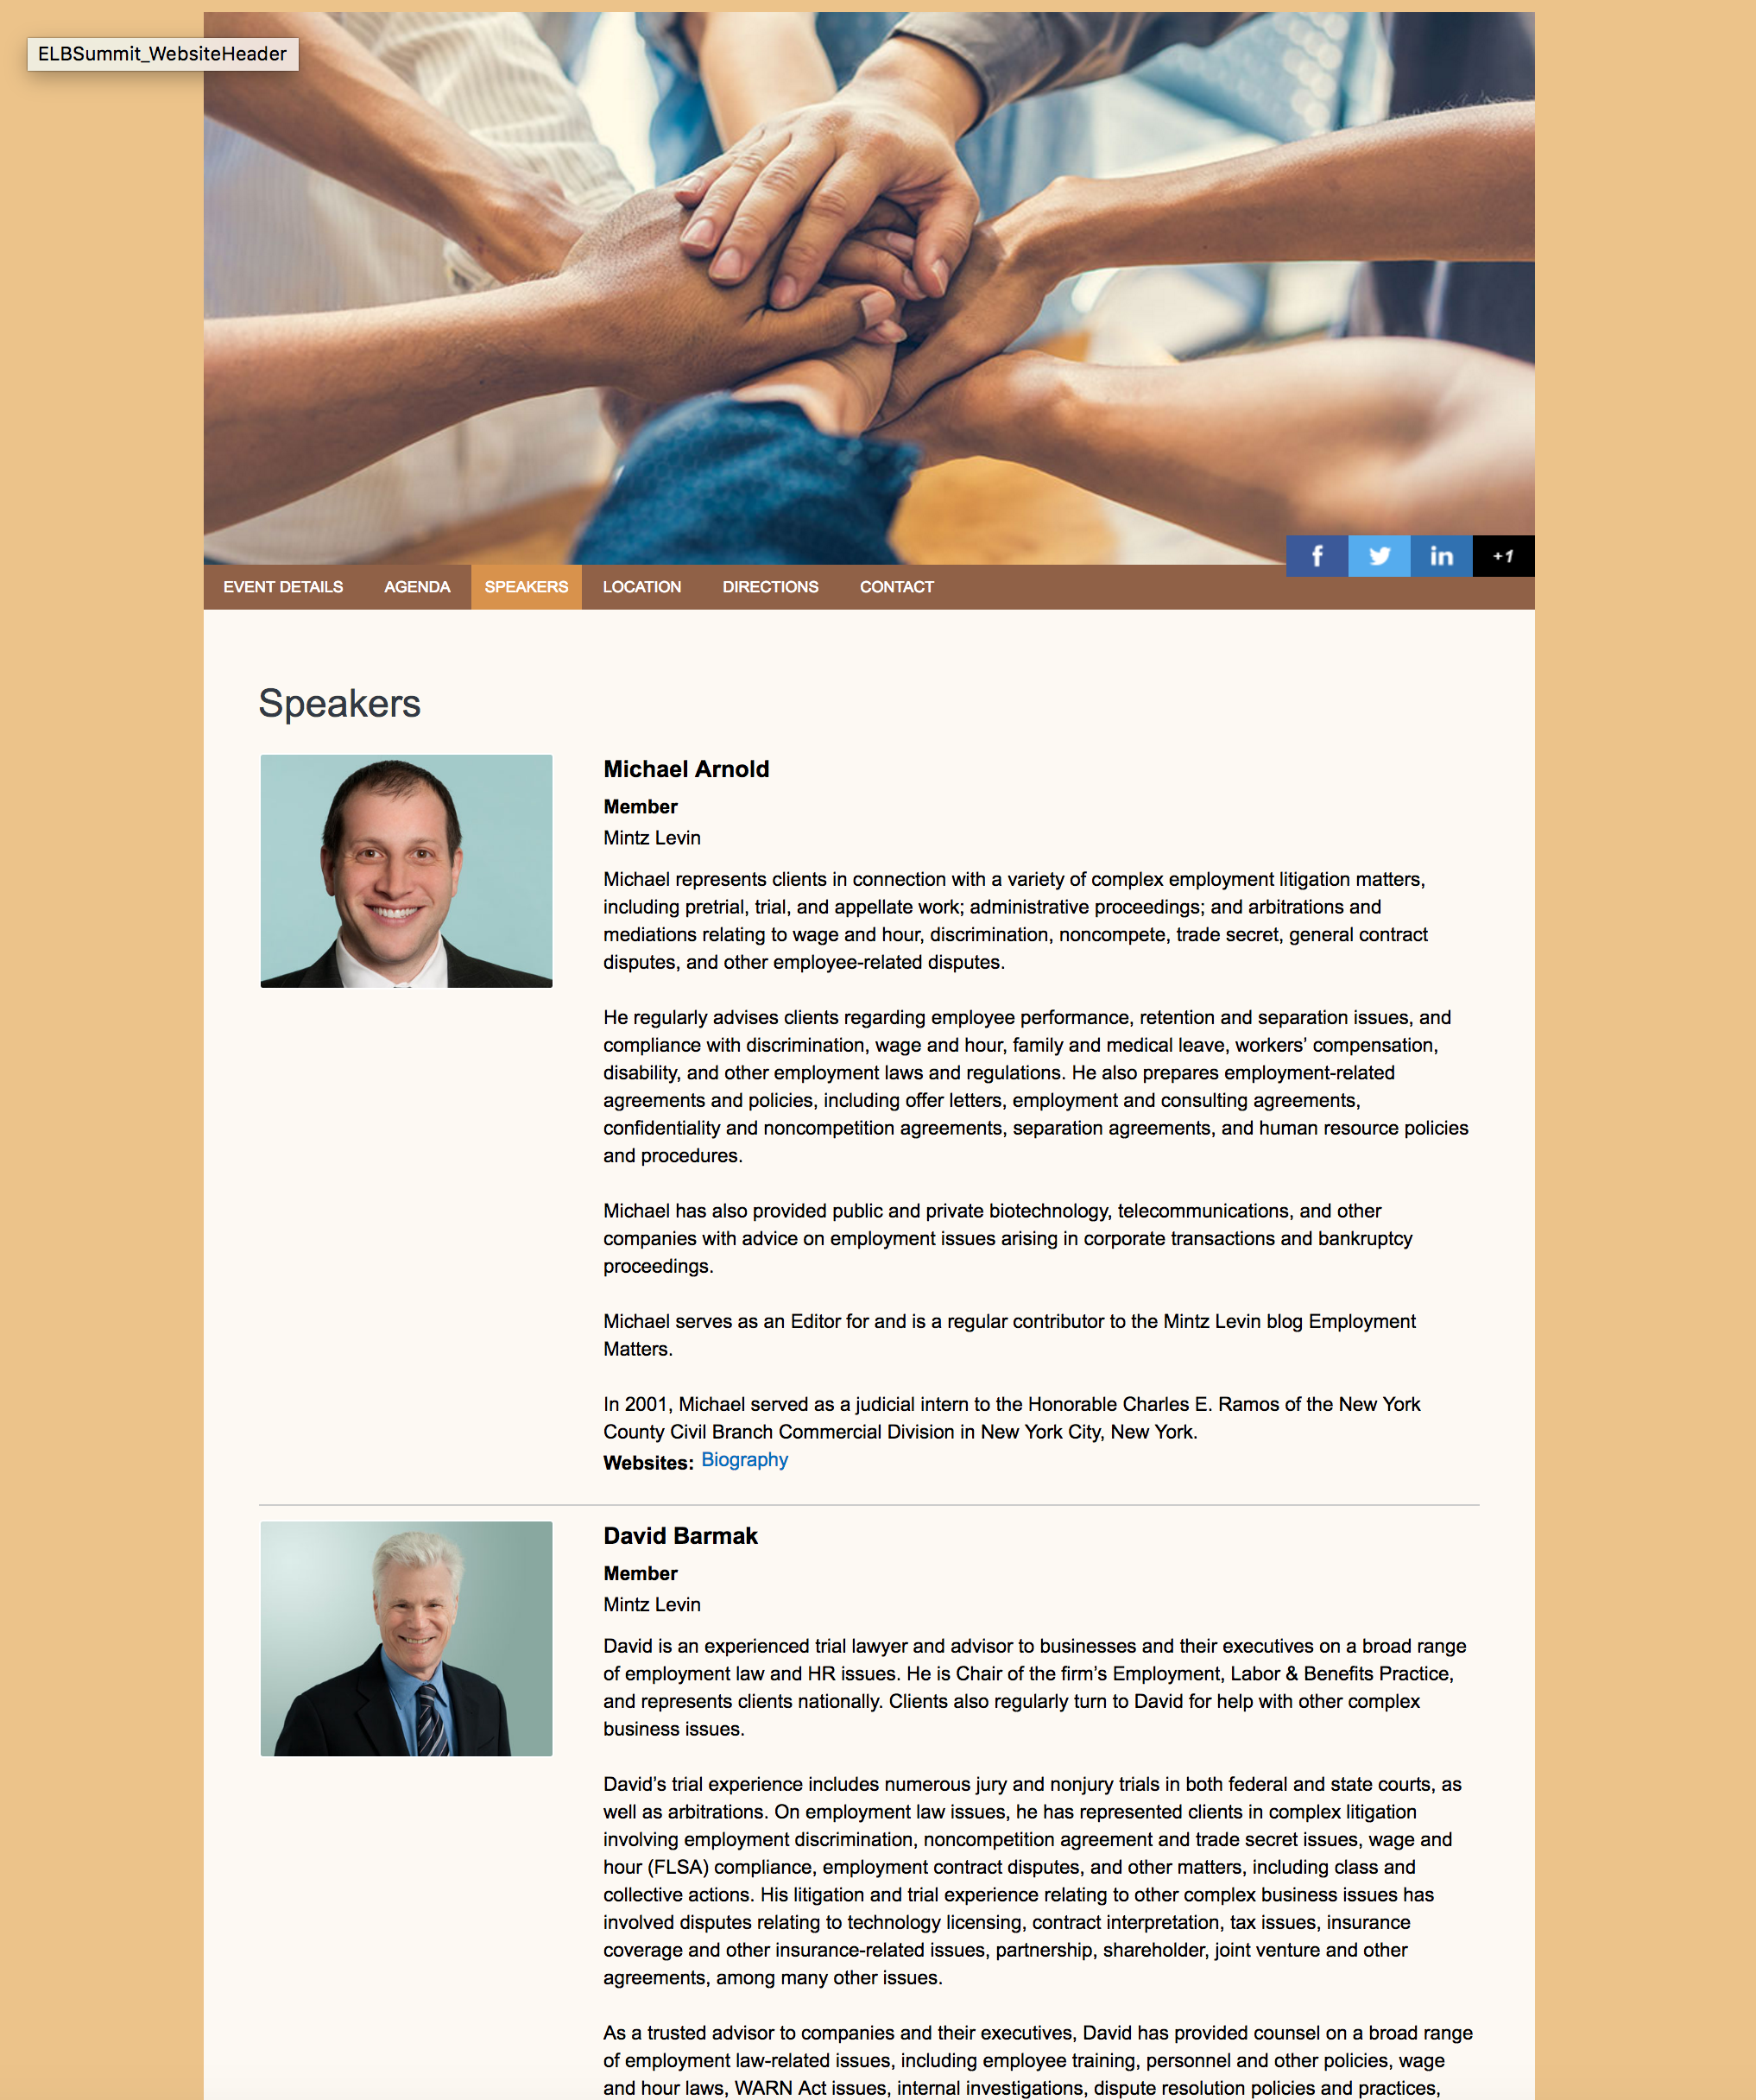 ELBSummit_WebsiteHeader
f in +1
EVENT DETAILS AGENDA SPEAKERS LOCATION DIRECTIONS CONTACT
Speakers
Michael Arnold
Member
Mintz Levin
Michael represents clients in connection with a variety of complex employment litigation matters,
including pretrial, trial, and appellate work; administrative proceedings; and arbitrations and
mediations relating to wage and hour, discrimination, noncompete, trade secret, general contract
disputes, and other employee-related disputes.
He regularly advises clients regarding employee performance, retention and separation issues, and
compliance with discrimination, wage and hour, family and medical leave, workers’ compensation,
disability, and other employment laws and regulations. He also prepares employment-related
agreements and policies, including offer letters, employment and consulting agreements,
confidentiality and noncompetition agreements, separation agreements, and human resource policies
and procedures.
Michael has also provided public and private biotechnology, telecommunications, and other
companies with advice on employment issues arising in corporate transactions and bankruptcy
proceedings.
Michael serves as an Editor for and is a regular contributor to the Mintz Levin blog Employment
Matters.
In 2001, Michael served as a judicial intern to the Honorable Charles E. Ramos of the New York
County Civil Branch Commercial Division in New York City, New York.
Websites: Biography
David Barmak
Member
Mintz Levin
David is an experienced trial lawyer and advisor to businesses and their executives on a broad range
of employment law and HR issues. He is Chair of the firm’s Employment, Labor & Benefits Practice,
and represents clients nationally. Clients also regularly turn to David for help with other complex
business issues.
David’s trial experience includes numerous jury and nonjury trials in both federal and state courts, as
well as arbitrations. On employment law issues, he has represented clients in complex litigation
involving employment discrimination, noncompetition agreement and trade secret issues, wage and
hour (FLSA) compliance, employment contract disputes, and other matters, including class and
collective actions. His litigation and trial experience relating to other complex business issues has
involved disputes relating to technology licensing, contract interpretation, tax issues, insurance
coverage and other insurance-related issues, partnership, shareholder, joint venture and other
agreements, among many other issues.
As a trusted advisor to companies and their executives, David has provided counsel on a broad range
of employment law-related issues, including employee training, personnel and other policies, wage
and hour laws, WARN Act issues, internal investigations, dispute resolution policies and practices,